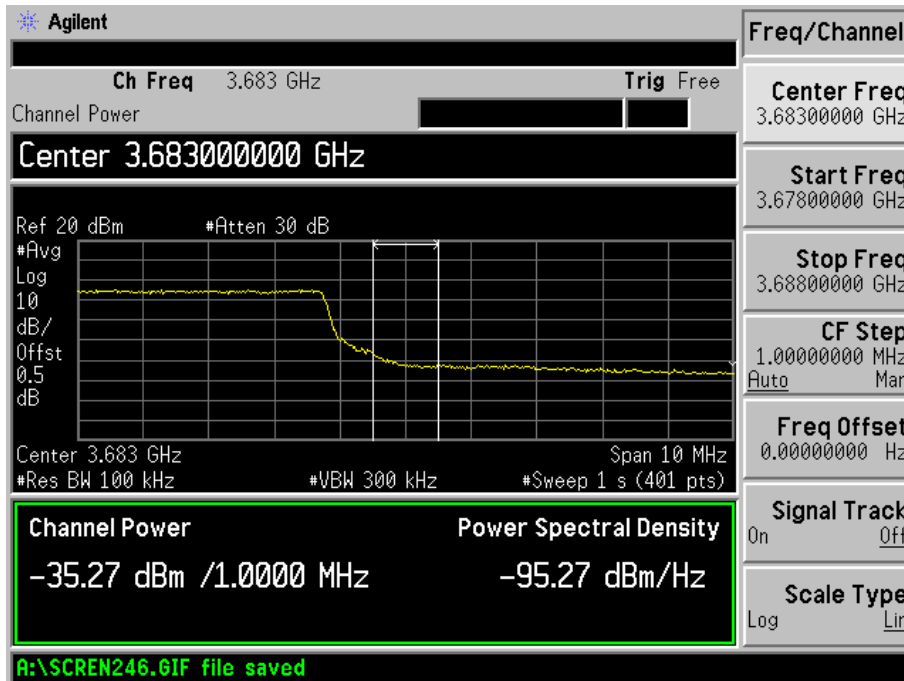 Agilent
Freq/Channel
Ch Freq 3.683 GHz Trig Free
Channel Power
Center 3.683000000 GHz
Ref 20 dBm #Atten 30 dB
#Avg
Log
10
dB/
Offst
0.5
dB
Center 3.683 GHz Span 10 MHz
#Res BW 100 kHz #VBW 300 kHz #Sweep 1 s (401 pts)
Channel Power Power Spectral Density
-35.27 dBm /1.0000 MHz -95.27 dBm/Hz
A:\SCREN246.GIF file saved
Center Freq
3.68300000 GHz
Start Freq
3.67800000 GHz
Stop Freq
3.68800000 GHz
CF Step
1.00000000 MHz
Auto Man
Freq Offset
0.00000000 Hz
Signal Track
On Off
Scale Type
Log Lin